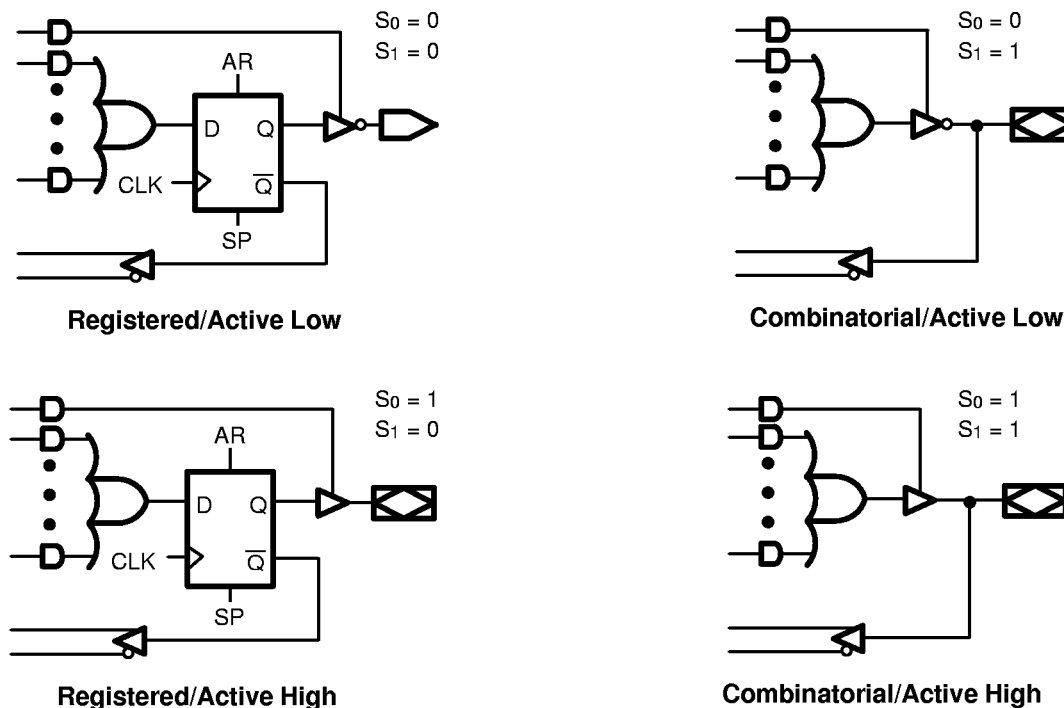 S0 = 0
S1 = 0
AR
D Q
CLK Q̅
SP
Registered/Active Low
S0 = 0
S1 = 1
Combinatorial/Active Low
S0 = 1
S1 = 0
AR
D Q
CLK Q̅
SP
Registered/Active High
S0 = 1
S1 = 1
Combinatorial/Active High